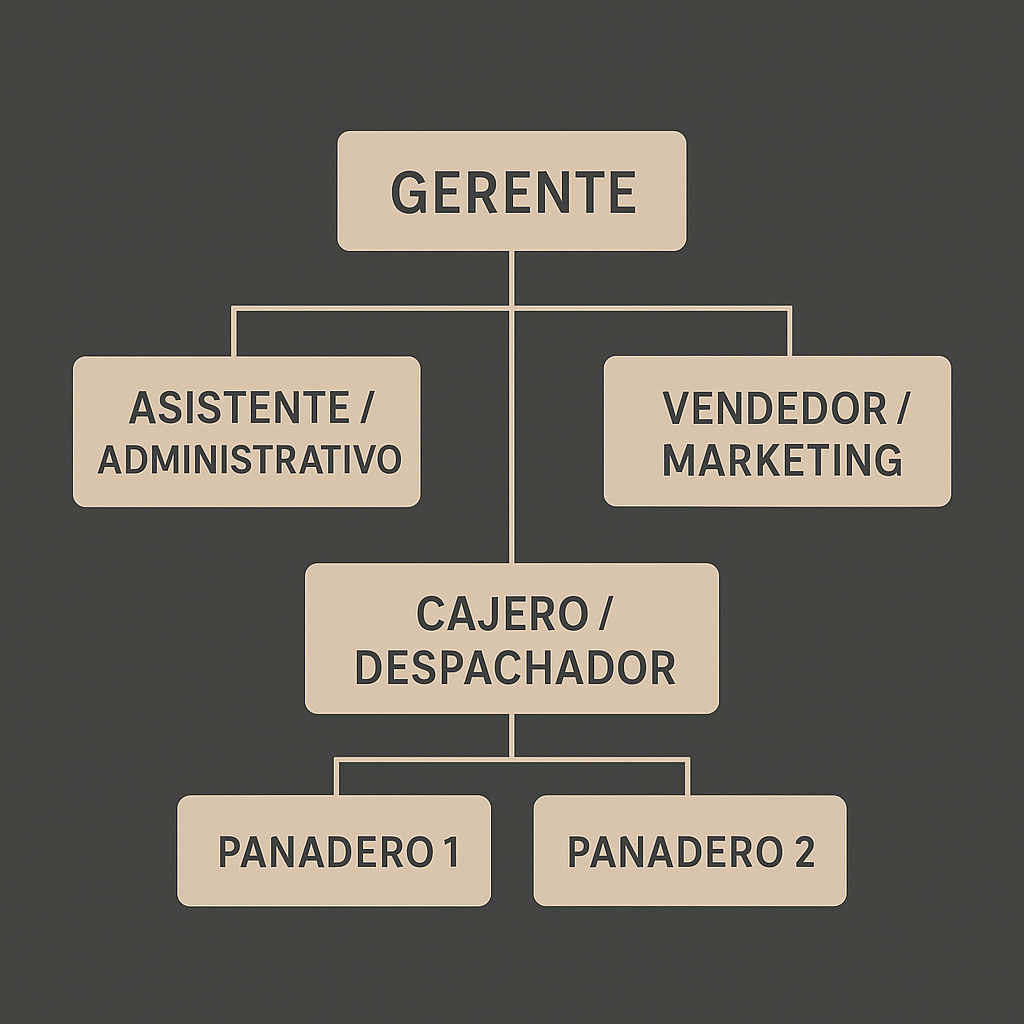 GERENTE
ASISTENTE /
ADMINISTRATIVO
VENDEDOR /
MARKETING
CAJERO /
DESPACHADOR
PANADERO 1
PANADERO 2